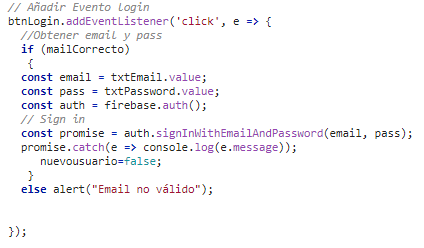 // Añadir Evento login
btnLogin.addEventListener('click', e => {
//Obtener email y pass
if (mailCorrecto)
{
const email = txtEmail.value;
const pass = txtPassword.value;
const auth = firebase.auth();
// Sign in
const promise = auth.signInWithEmailAndPassword(email, pass);
promise.catch(e => console.log(e.message));
nuevousuario=false;
}
else alert("Email no válido");
});